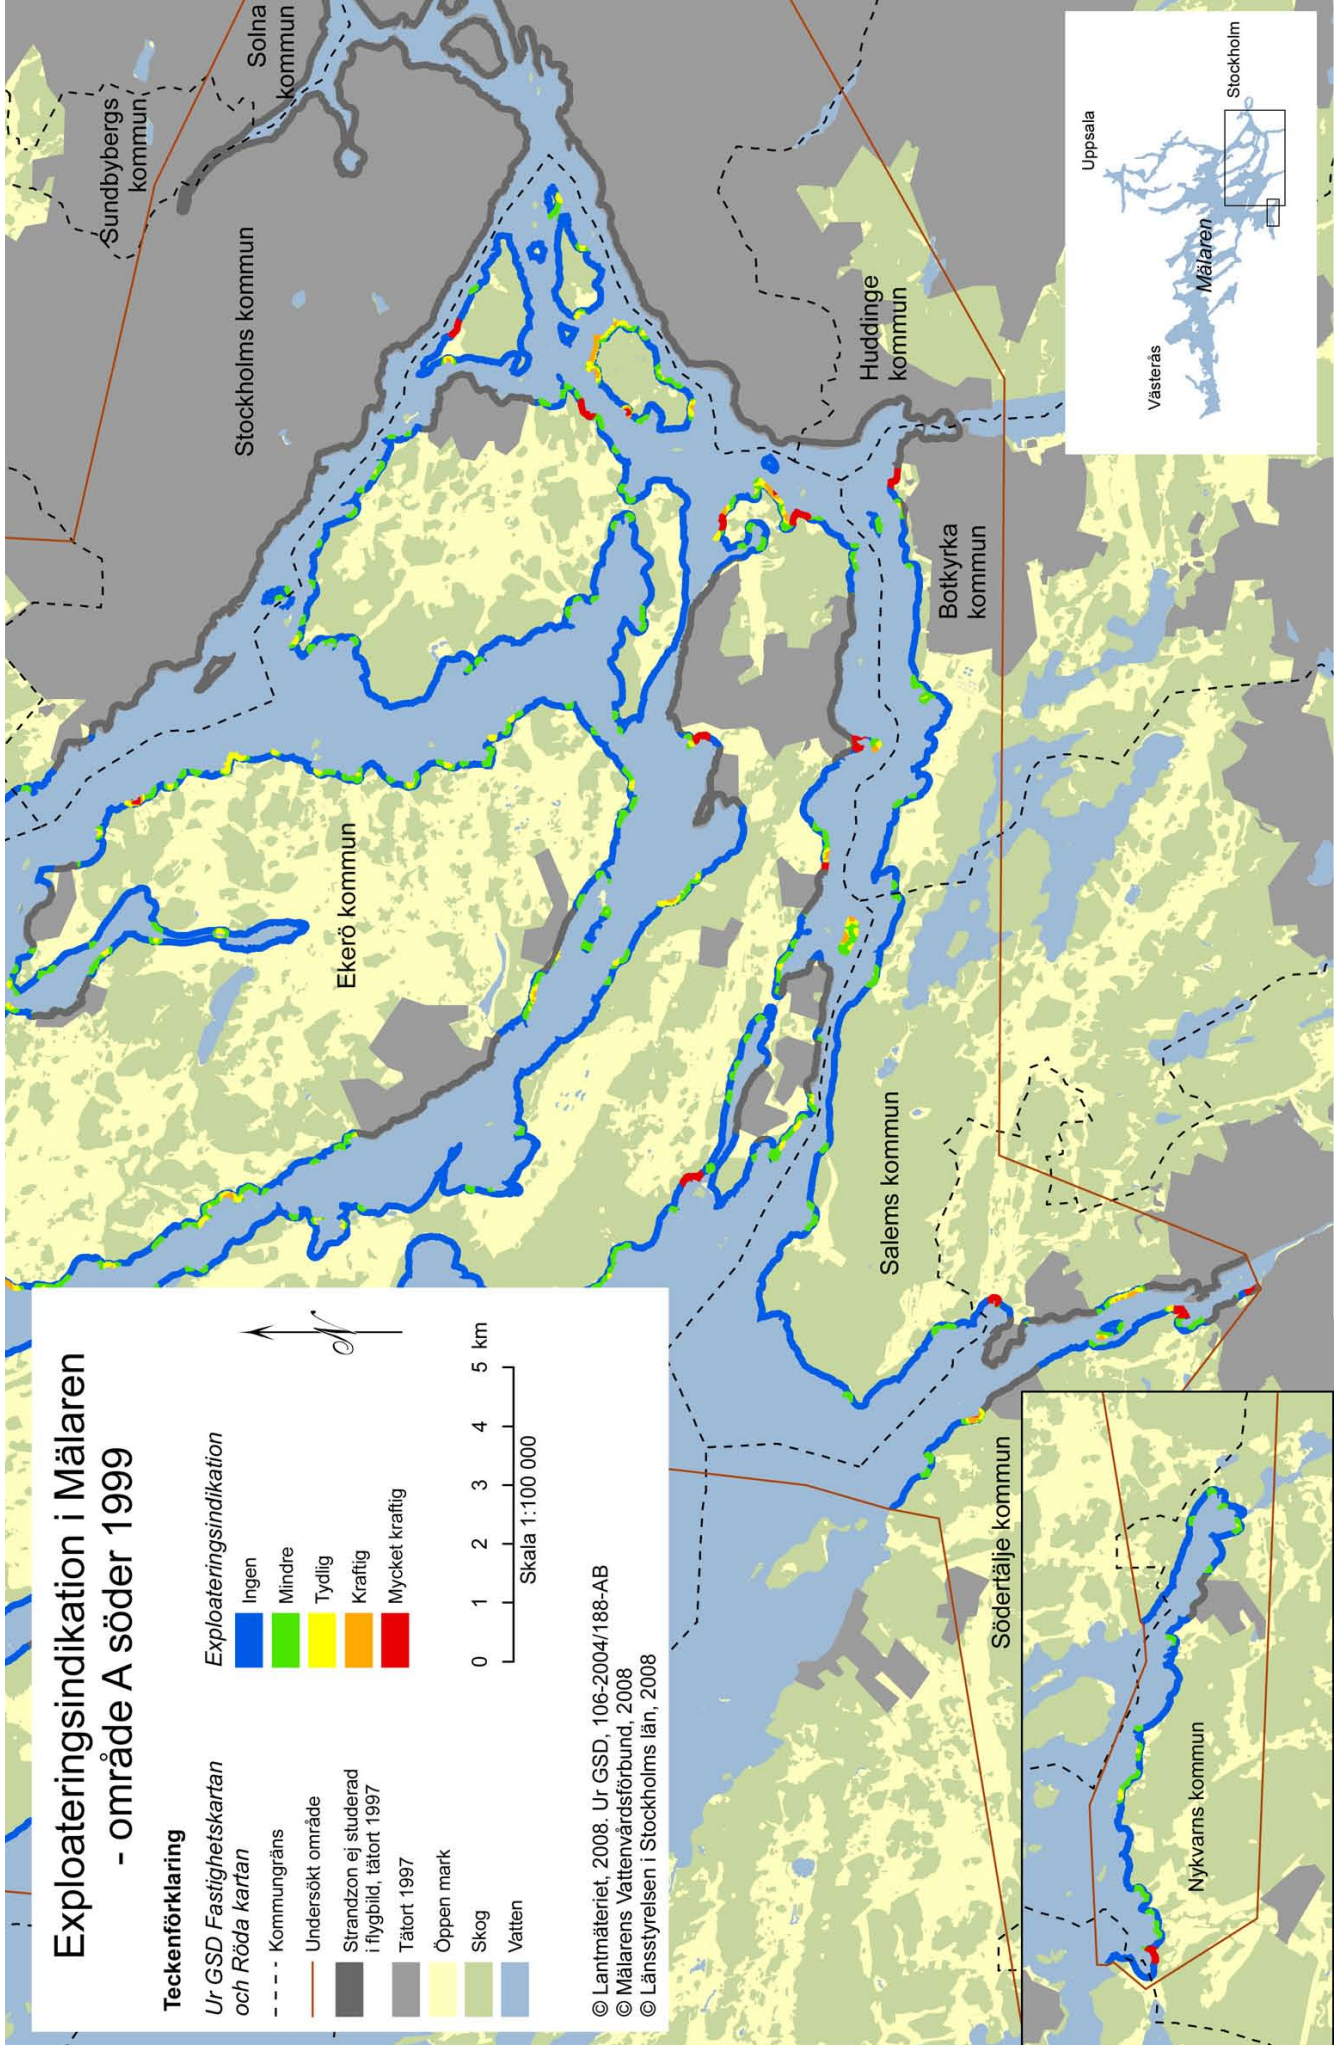 Exploateringsindikation i Mälaren
- område A söder 1999
Teckenförklaring
Ur GSD Fastighetskartan
och Röda kartan
Kommungräns
Undersökt område
Strandzon ej studerad
i flygbild, tätort 1997
Tätort 1997
Öppen mark
Skog
Vatten
Exploateringsindikation
Ingen
Mindre
Tydlig
Kraftig
Mycket kraftig
N
0 1 2 3 4 5 km
Skala 1:100 000
© Lantmäteriet, 2008. Ur GSD, 106-2004/188-AB
© Mälarens Vattenvårdsförbund, 2008
© Länsstyrelsen i Stockholms län, 2008
Sundbybergs
kommun
Solna
kommun
Stockholms kommun
Ekerö kommun
Huddinge
kommun
Botkyrka
kommun
Salems kommun
Södertälje kommun
Nykvarns kommun
Uppsala
Stockholm
Västerås
Mälaren